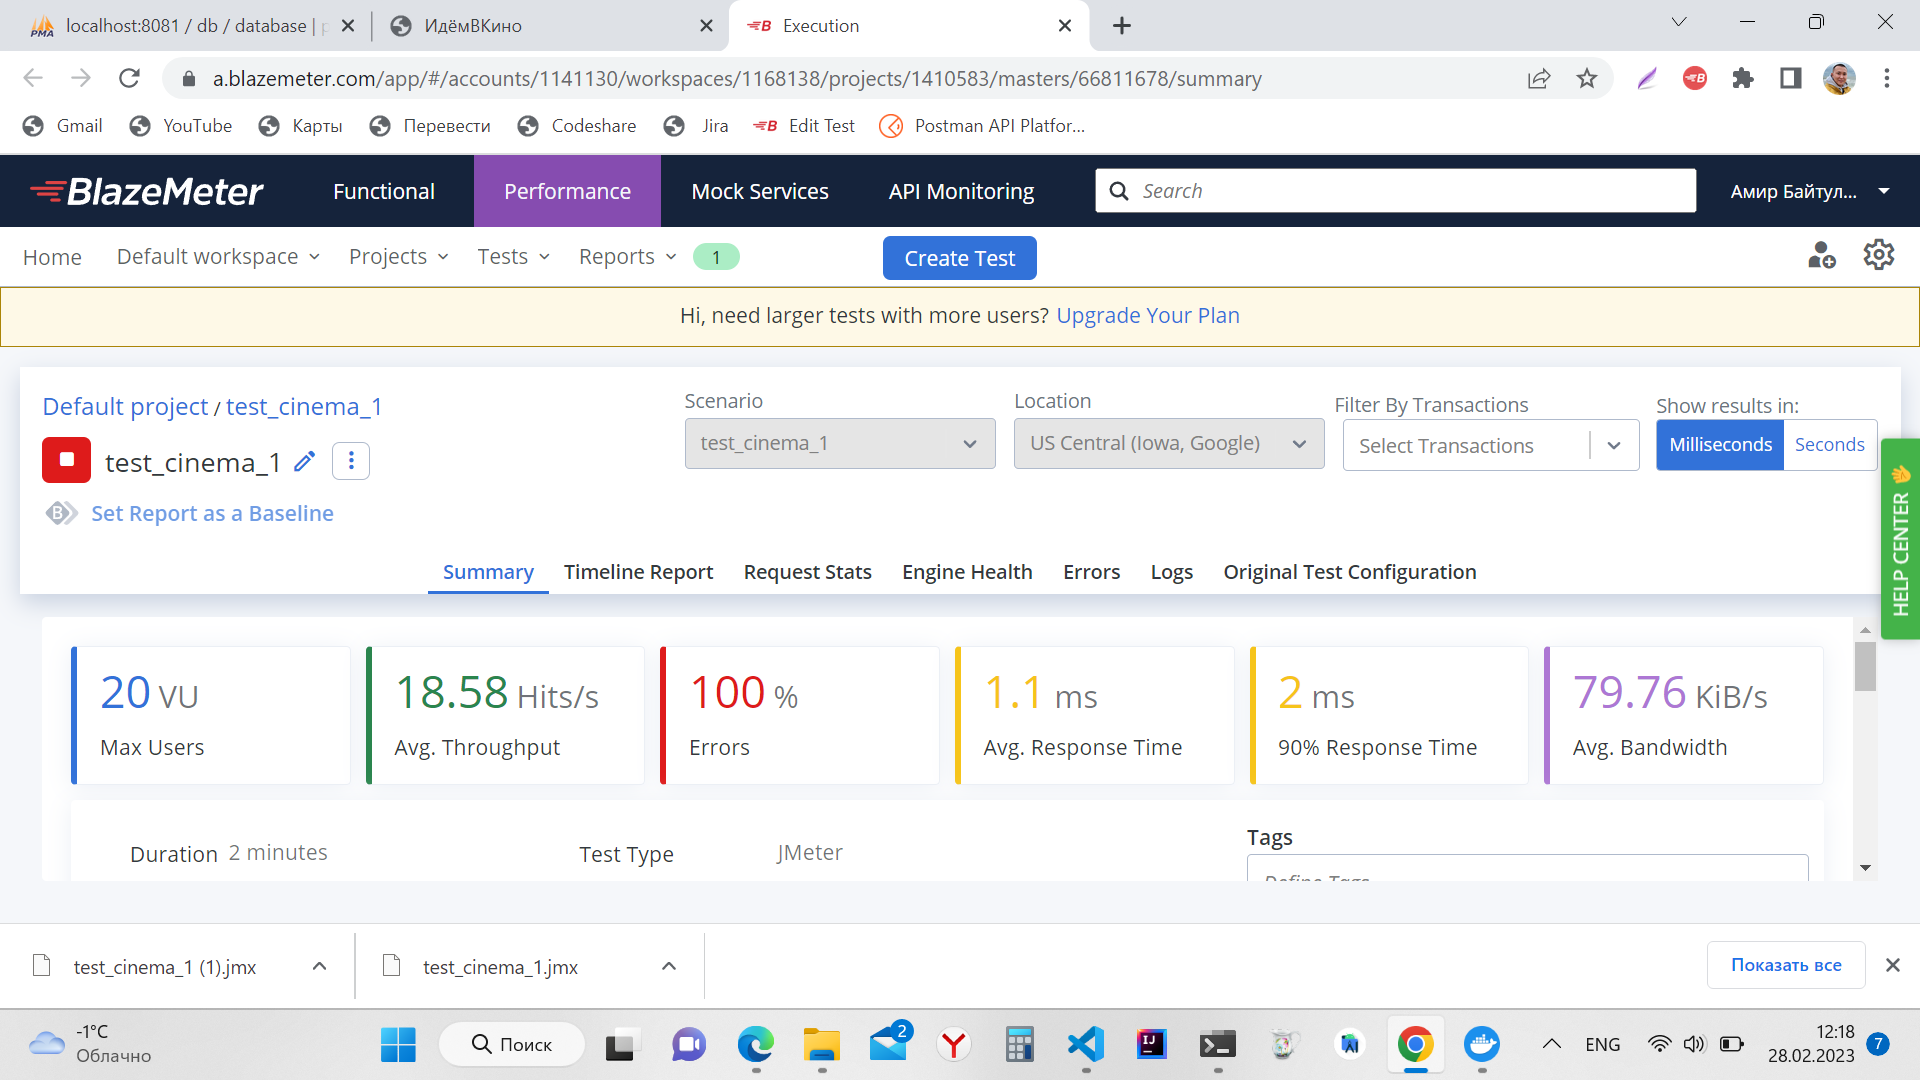 localhost:8081 / db / database |
ИдёмВКино
Execution
a.blazemeter.com/app/#/accounts/1141130/workspaces/1168138/projects/1410583/masters/66811678/summary
Gmail
YouTube
Карты
Перевести
Codeshare
Jira
Edit Test
Postman API Platfor...
BlazeMeter
Functional
Performance
Mock Services
API Monitoring
Search
Амир Байтул...
Home
Default workspace
Projects
Tests
Reports
1
Create Test
Hi, need larger tests with more users? Upgrade Your Plan
Default project / test_cinema_1
test_cinema_1
Set Report as a Baseline
Scenario
test_cinema_1
Location
US Central (Iowa, Google)
Filter By Transactions
Select Transactions
Show results in:
Milliseconds
Seconds
HELP CENTER
Summary
Timeline Report
Request Stats
Engine Health
Errors
Logs
Original Test Configuration
20 VU
Max Users
18.58 Hits/s
Avg. Throughput
100 %
Errors
1.1 ms
Avg. Response Time
2 ms
90% Response Time
79.76 KiB/s
Avg. Bandwidth
Duration 2 minutes
Test Type JMeter
Tags
Define Tags
test_cinema_1 (1).jmx
test_cinema_1.jmx
Показать все
-1°C
Облачно
Поиск
2
ENG
12:18
28.02.2023
7